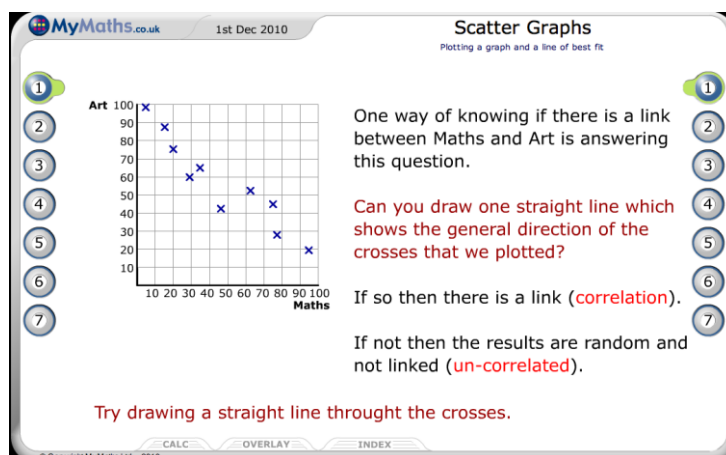 MyMaths.co.uk
1st Dec 2010
Scatter Graphs
Plotting a graph and a line of best fit
1
2
3
4
5
6
7
1
2
3
4
5
6
7
Art 100
90
80
70
60
50
40
30
20
10
10 20 30 40 50 60 70 80 90 100
Maths
One way of knowing if there is a link
between Maths and Art is answering
this question.
Can you draw one straight line which
shows the general direction of the
crosses that we plotted?
If so then there is a link (correlation).
If not then the results are random and
not linked (un-correlated).
Try drawing a straight line throught the crosses.
CALC
OVERLAY
INDEX